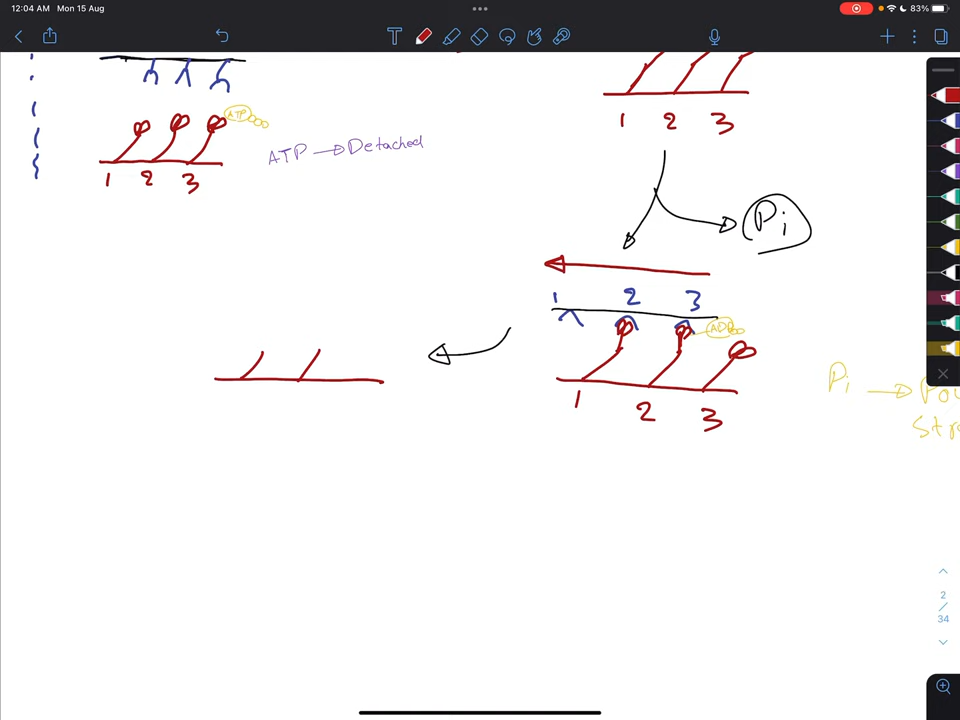 12:04 AM Mon 15 Aug
83%
T
ATP
1 2 3
ATP → Detached
1 2 3
Pi
1 2 3
ADP
1 2 3
Pi →
2
/
34